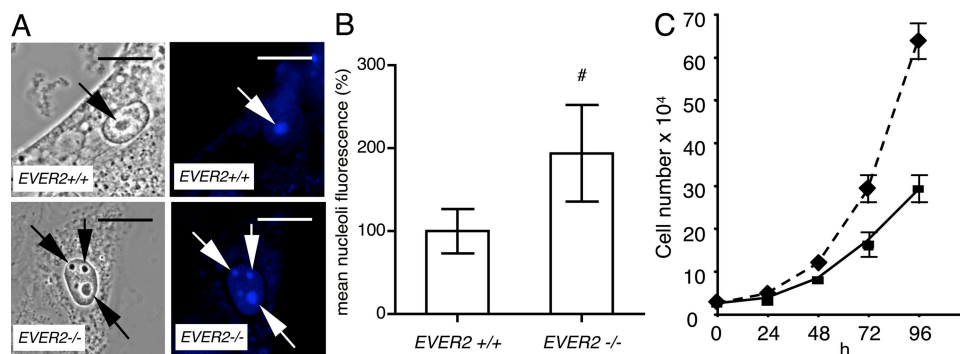 A
EVER2+/+
EVER2+/+
EVER2-/-
EVER2-/-
B
mean nucleoli fluorescence (%)
300
200
100
0
#
EVER2 +/+
EVER2 -/-
C
Cell number x 10⁴
70
60
50
40
30
20
10
0
0
24
48
72
96
h